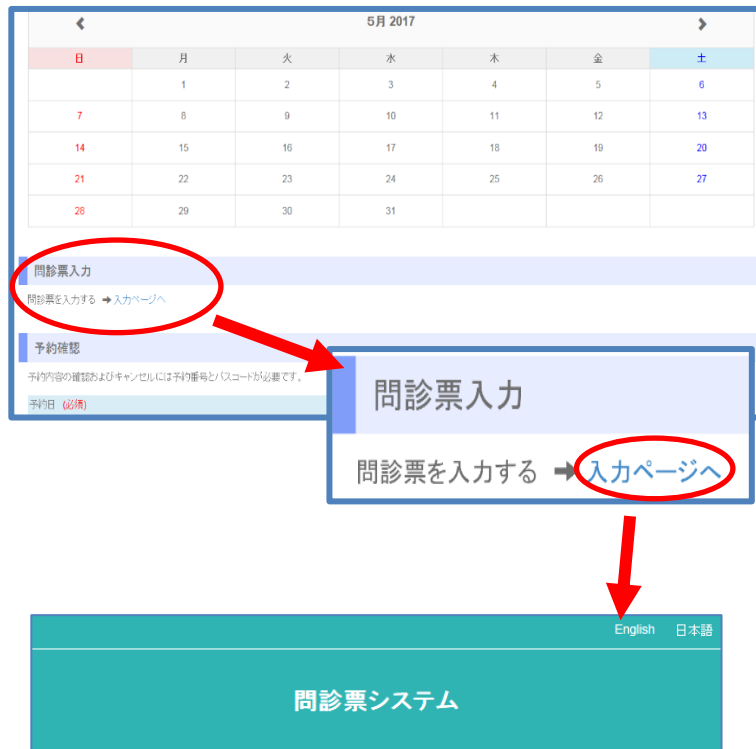 5月 2017
日 月 火 水 木 金 土
1 2 3 4 5 6
7 8 9 10 11 12 13
14 15 16 17 18 19 20
21 22 23 24 25 26 27
28 29 30 31
問診票入力
問診票を入力する ➡ 入力ページへ
予約確認
予約内容の確認およびキャンセルには予約番号とパスコードが必要です。
予約日 (必須)
問診票入力
問診票を入力する ➡ 入力ページへ
English 日本語
問診票システム